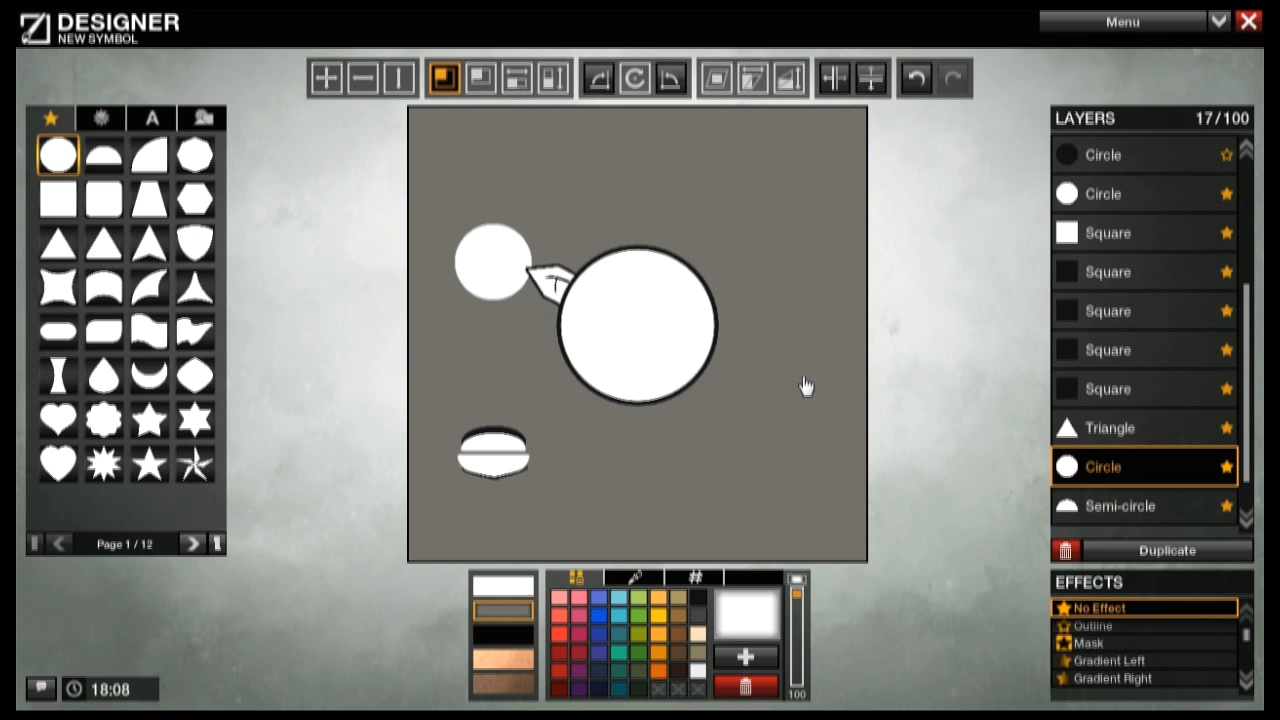 DESIGNER
NEW SYMBOL
Menu
A
LAYERS 17/100
Circle
Circle
Square
Square
Square
Square
Square
Triangle
Circle
Semi-circle
Page 1 / 12
Duplicate
#
EFFECTS
No Effect
Outline
Mask
Gradient Left
Gradient Right
18:08
100